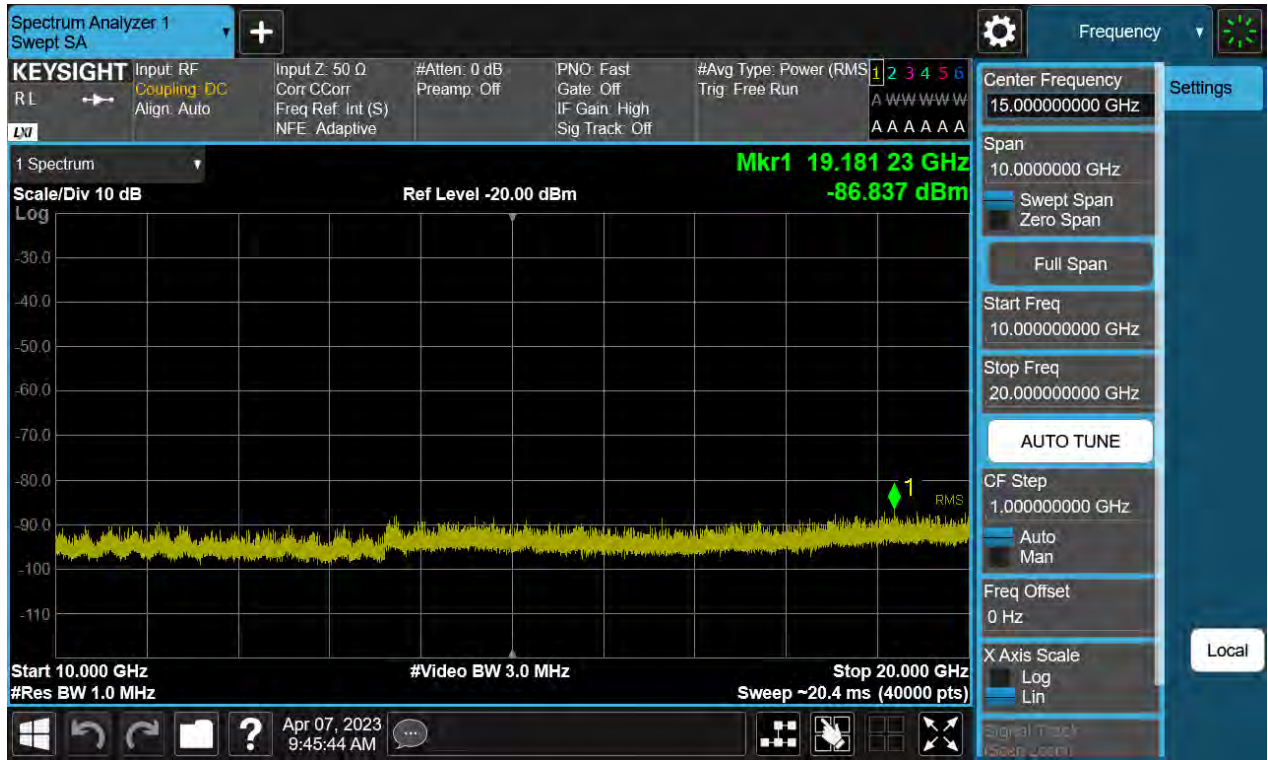 Spectrum Analyzer 1
Swept SA
Frequency
KEYSIGHT
RL
LXI
Input: RF
Coupling: DC
Align: Auto
Input Z: 50 Ω
Corr CCorr
Freq Ref: Int (S)
NFE: Adaptive
#Atten: 0 dB
Preamp: Off
PNO: Fast
Gate: Off
IF Gain: High
Sig Track: Off
#Avg Type: Power (RMS
Trig: Free Run
1 2 3 4 5 6
A W W W W W
A A A A A A
1 Spectrum
Mkr1 19.181 23 GHz
Scale/Div 10 dB
Ref Level -20.00 dBm
-86.837 dBm
Log
-30.0
-40.0
-50.0
-60.0
-70.0
-80.0
-90.0
-100
-110
1
RMS
Start 10.000 GHz
#Video BW 3.0 MHz
Stop 20.000 GHz
#Res BW 1.0 MHz
Sweep ~20.4 ms (40000 pts)
Apr 07, 2023
9:45:44 AM
?
Center Frequency
15.000000000 GHz
Settings
Span
10.0000000 GHz
Swept Span
Zero Span
Full Span
Start Freq
10.000000000 GHz
Stop Freq
20.000000000 GHz
AUTO TUNE
CF Step
1.000000000 GHz
Auto
Man
Freq Offset
0 Hz
X Axis Scale
Log
Lin
Local
Signal Track
(Span Zoom)